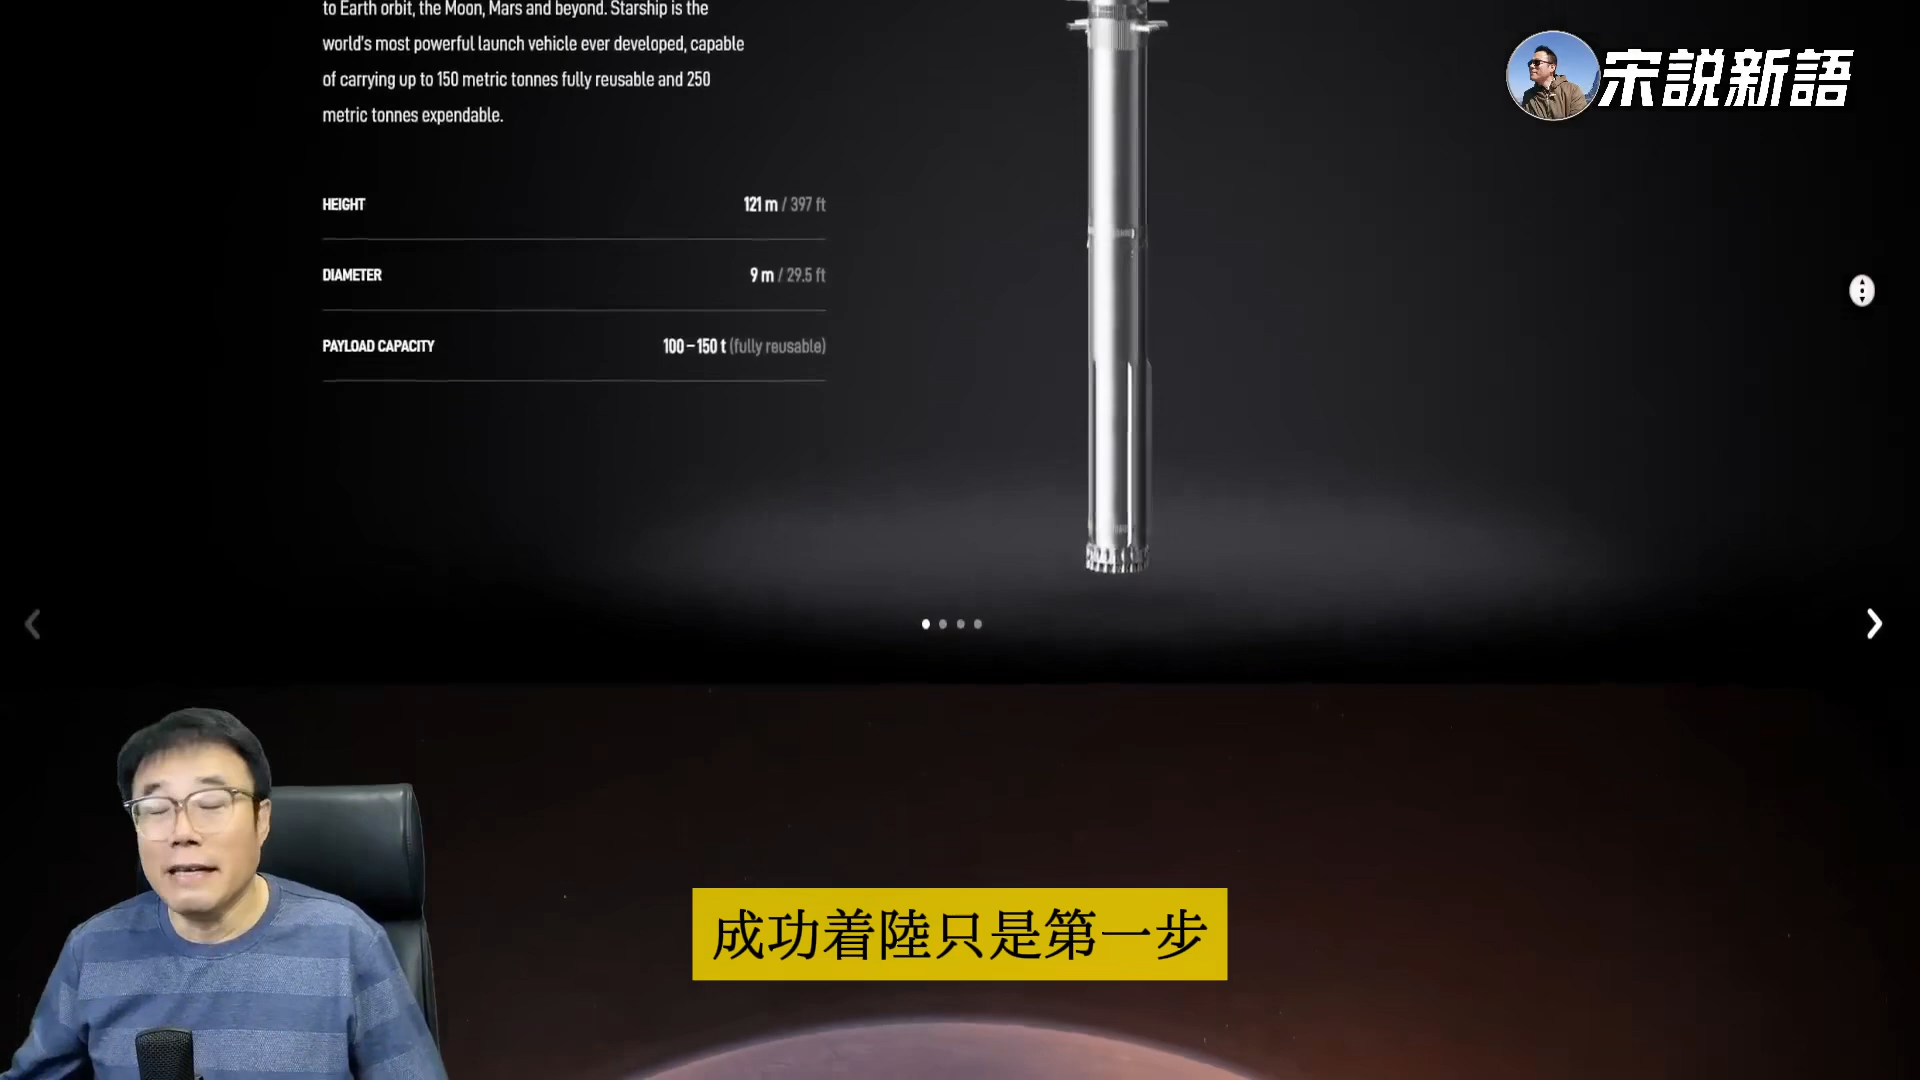 to Earth orbit, the Moon, Mars and beyond. Starship is the
world's most powerful launch vehicle ever developed, capable
of carrying up to 150 metric tonnes fully reusable and 250
metric tonnes expendable.
宋説新語
HEIGHT 121 m / 397 ft
DIAMETER 9 m / 29.5 ft
PAYLOAD CAPACITY 100 – 150 t (fully reusable)
成功着陸只是第一步